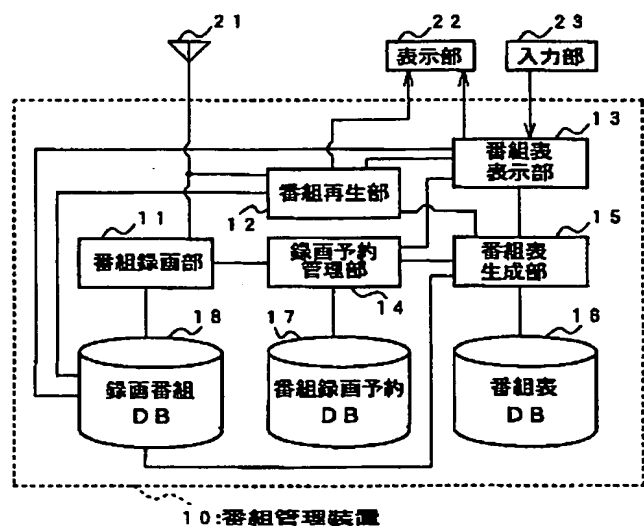 21
22
23
表示部
入力部
13
番組表
表示部
番組再生部
12
15
11
番組録画部
録画予約
管理部
14
番組表
生成部
18
録画番組
DB
17
番組録画予約
DB
16
番組表
DB
10:番組管理装置